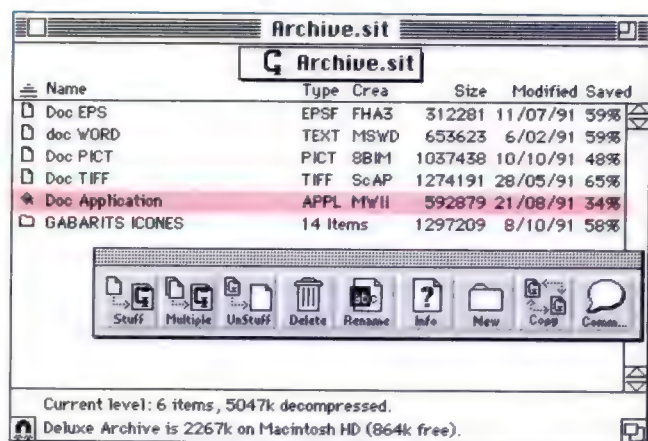 Archive.sit
Archive.sit
Name Type Crea Size Modified Saved
Doc EPS EPSF FHA3 312281 11/07/91 59%
doc WORD TEXT MSWD 653623 6/02/91 59%
Doc PICT PICT 8BIM 1037438 10/10/91 48%
Doc TIFF TIFF ScAP 1274191 28/05/91 65%
Doc Application APPL MWII 592879 21/08/91 34%
GABARITS ICONES 14 Items 1297209 8/10/91 58%
abc ?
Stuff Multiple UnStuff Delete Rename Info New Copy Comm...
Current level: 6 items, 5047k decompressed.
Deluxe Archive is 2267k on Macintosh HD (864k free).